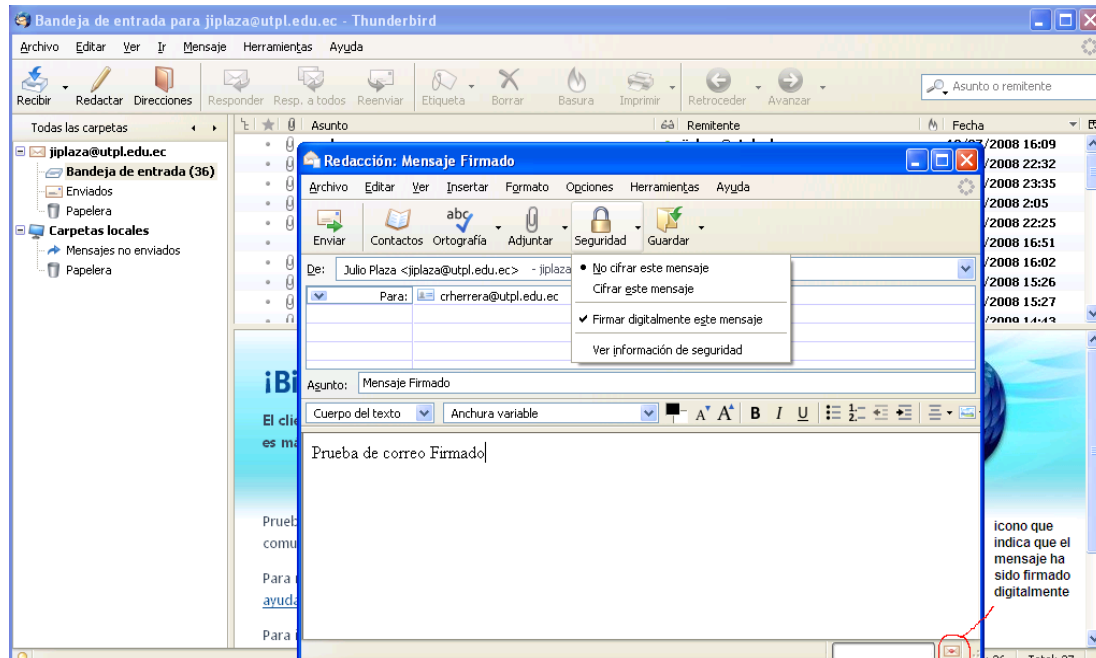 Bandeja de entrada para jiplaza@utpl.edu.ec - Thunderbird
Archivo Editar Ver Ir Mensaje Herramientas Ayuda
Recibir Redactar Direcciones Responder Resp. a todos Reenviar Etiqueta Borrar Basura Imprimir Retroceder Avanzar Asunto o remitente
Todas las carpetas Asunto Remitente Fecha
jiplaza@utpl.edu.ec
Bandeja de entrada (36)
Enviados
Papelera
Carpetas locales
Mensajes no enviados
Papelera
/2008 16:09
/2008 22:32
/2008 23:35
/2008 2:05
/2008 22:25
/2008 16:51
/2008 16:02
/2008 15:26
/2008 15:27
Redacción: Mensaje Firmado
Archivo Editar Ver Insertar Formato Opciones Herramientas Ayuda
Enviar Contactos Ortografía Adjuntar Seguridad Guardar
De: Julio Plaza <jiplaza@utpl.edu.ec> - jiplaza
No cifrar este mensaje
Cifrar este mensaje
Firmar digitalmente este mensaje
Ver información de seguridad
Para: crherrera@utpl.edu.ec
Asunto: Mensaje Firmado
Cuerpo del texto Anchura variable A A B I U
Prueba de correo Firmado
¡Bi
El clie
es má
Prueb
comu
Para
ayuda
Para i
icono que
indica que el
mensaje ha
sido firmado
digitalmente